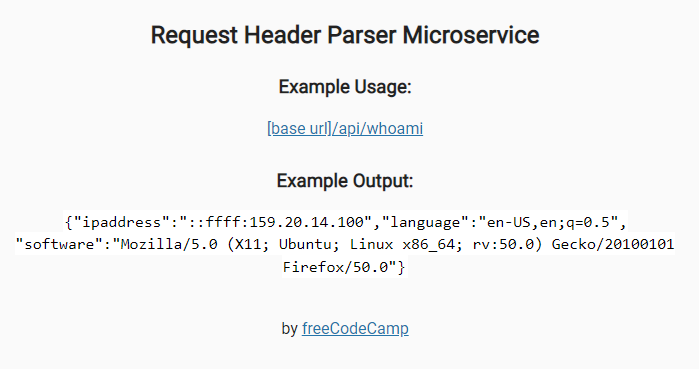 Request Header Parser Microservice
Example Usage:
[base url]/api/whoami
Example Output:
{"ipaddress":"::ffff:159.20.14.100","language":"en-US,en;q=0.5",
"software":"Mozilla/5.0 (X11; Ubuntu; Linux x86_64; rv:50.0) Gecko/20100101
Firefox/50.0"}
by freeCodeCamp